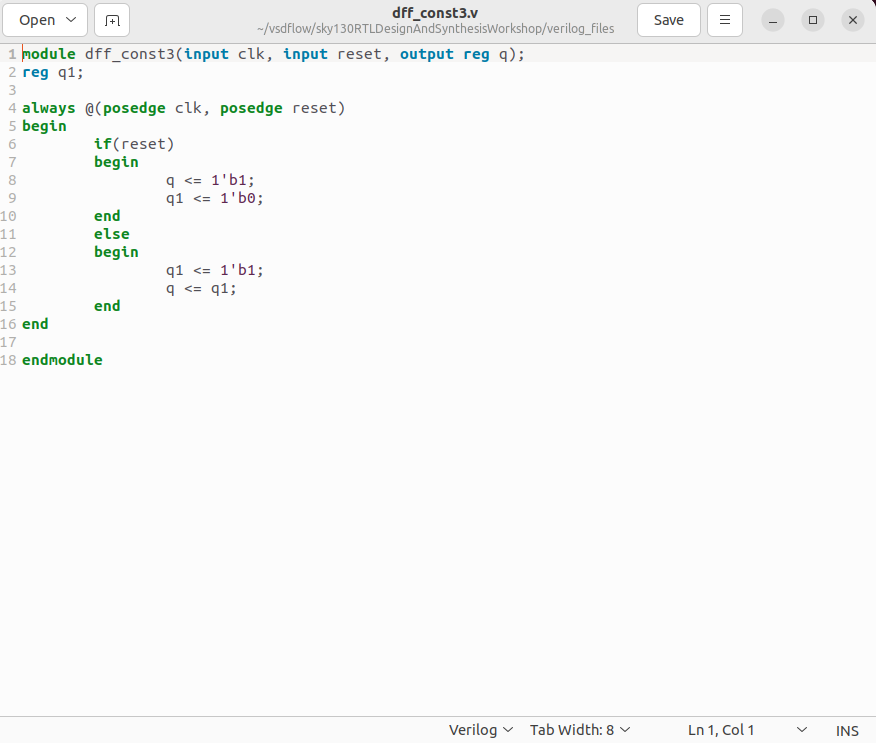 Open
dff_const3.v
~/vsdflow/sky130RTLDesignAndSynthesisWorkshop/verilog_files
Save
1 module dff_const3(input clk, input reset, output reg q);
2 reg q1;
3
4 always @(posedge clk, posedge reset)
5 begin
6         if(reset)
7         begin
8                 q <= 1'b1;
9                 q1 <= 1'b0;
10         end
11         else
12         begin
13                 q1 <= 1'b1;
14                 q <= q1;
15         end
16 end
17
18 endmodule
Verilog Tab Width: 8 Ln 1, Col 1 INS